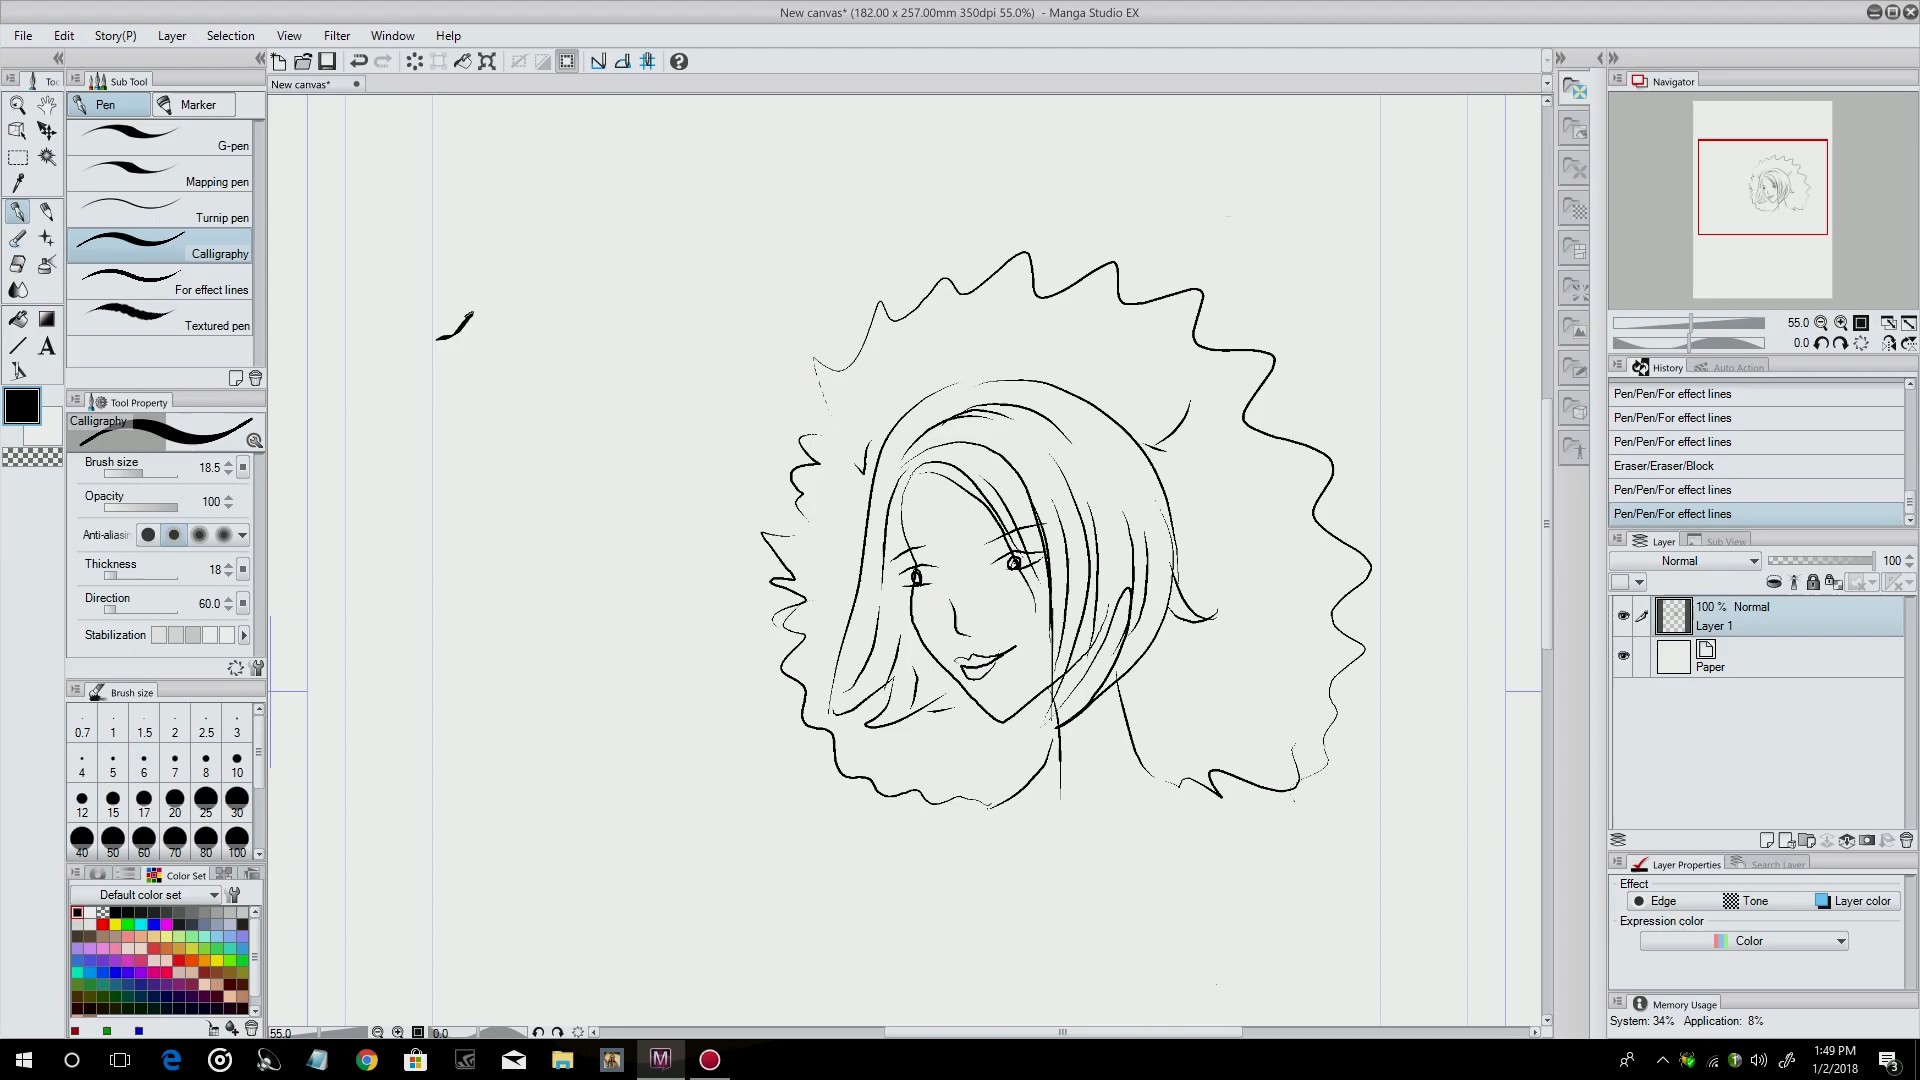 New canvas* (182.00 x 257.00mm 350dpi 55.0%) - Manga Studio EX
File Edit Story(P) Layer Selection View Filter Window Help
Sub Tool
New canvas*
Navigator
Pen Marker
G-pen
Mapping pen
Turnip pen
Calligraphy
For effect lines
Textured pen
Tool Property
Calligraphy
Brush size 18.5
Opacity 100
Anti-aliasin
Thickness 18
Direction 60.0
Stabilization
Brush size
0.7 1 1.5 2 2.5 3
4 5 6 7 8 10
12 15 17 20 25 30
40 50 60 70 80 100
Color Set
Default color set
55.0 0.0
55.0
0.0
History Auto Action
Pen/Pen/For effect lines
Pen/Pen/For effect lines
Pen/Pen/For effect lines
Eraser/Eraser/Block
Pen/Pen/For effect lines
Pen/Pen/For effect lines
Layer Sub View
Normal 100
100 % Normal
Layer 1
Paper
Layer Properties Search Layer
Effect
Edge Tone Layer color
Expression color
Color
Memory Usage
System: 34% Application: 8%
1:49 PM
1/2/2018
3